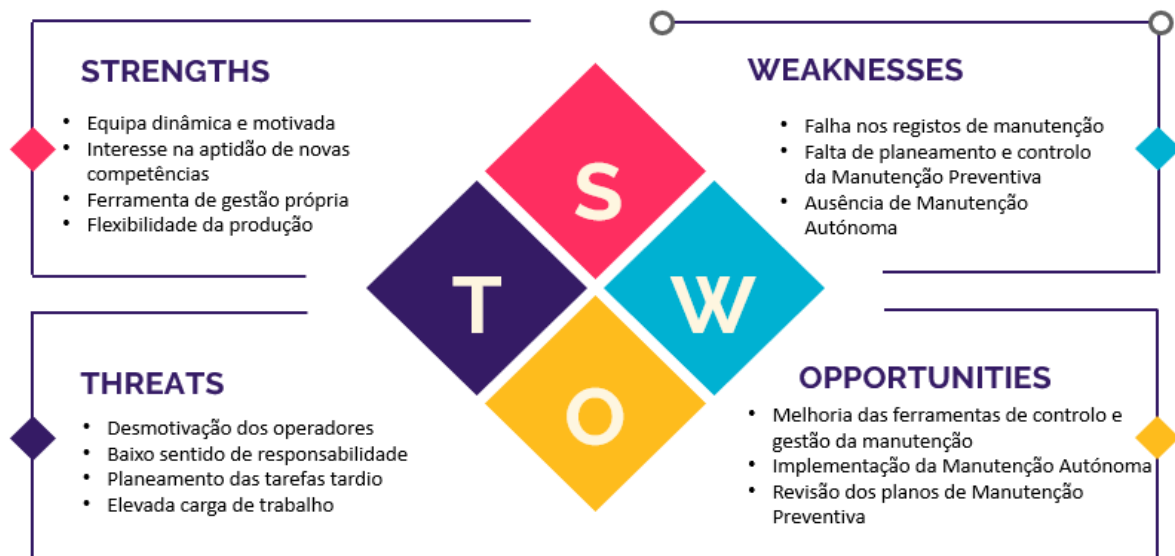 STRENGTHS
• Equipa dinâmica e motivada
• Interesse na aptidão de novas
competências
• Ferramenta de gestão própria
• Flexibilidade da produção
WEAKNESSES
• Falha nos registos de manutenção
• Falta de planeamento e controlo
da Manutenção Preventiva
• Ausência de Manutenção
Autónoma
S
T
W
O
THREATS
• Desmotivação dos operadores
• Baixo sentido de responsabilidade
• Planeamento das tarefas tardio
• Elevada carga de trabalho
OPPORTUNITIES
• Melhoria das ferramentas de controlo e
gestão da manutenção
• Implementação da Manutenção Autónoma
• Revisão dos planos de Manutenção
Preventiva